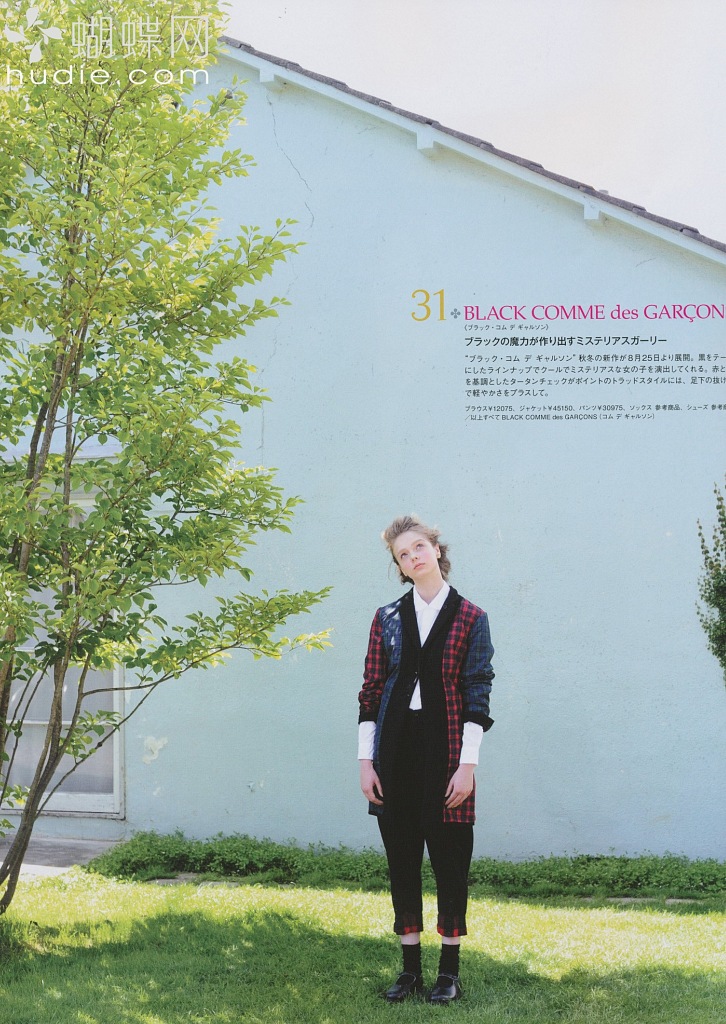 蝴蝶网
hudie.com
31 BLACK COMME des GARÇON
(ブラック・コム デ ギャルソン)
ブラックの魔力が作り出すミステリアスガーリー
"ブラック・コム デ ギャルソン"秋冬の新作が8月25日より展開。黒をテー
にしたラインナップでクールでミステリアスな女の子を演出してくれる。赤と
を基調としたタータンチェックがポイントのトラッドスタイルには、足下の抜け
で軽やかさをプラスして。
ブラウス¥12075、ジャケット¥45150、パンツ¥30975、ソックス 参考商品、シューズ 参考商
／以上すべて BLACK COMME des GARÇONS (コム デ ギャルソン)